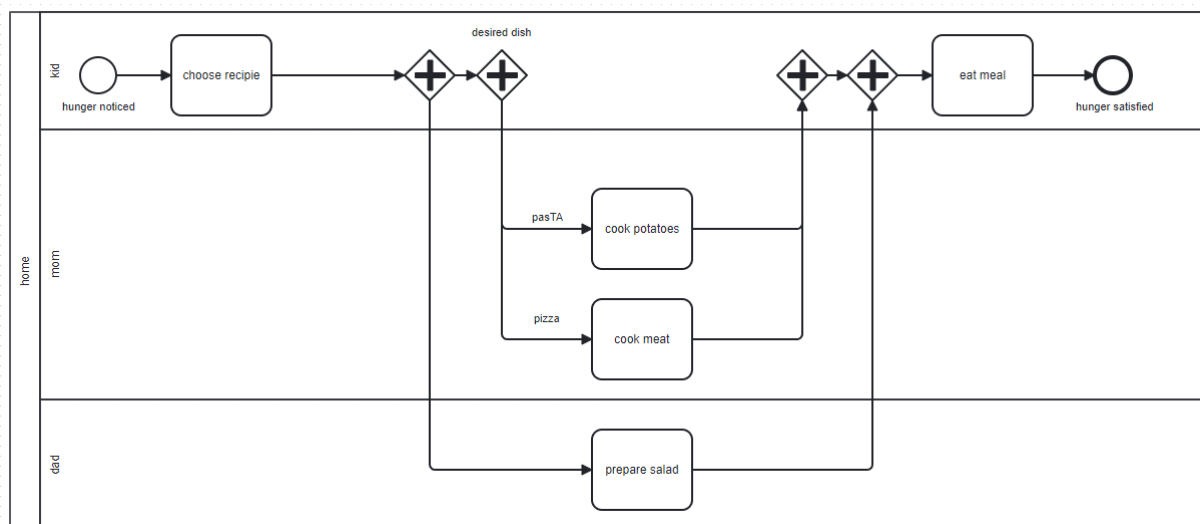 home
kid
hunger noticed
choose recipie
desired dish
eat meal
hunger satisfied
mom
pasTA
cook potatoes
pizza
cook meat
dad
prepare salad